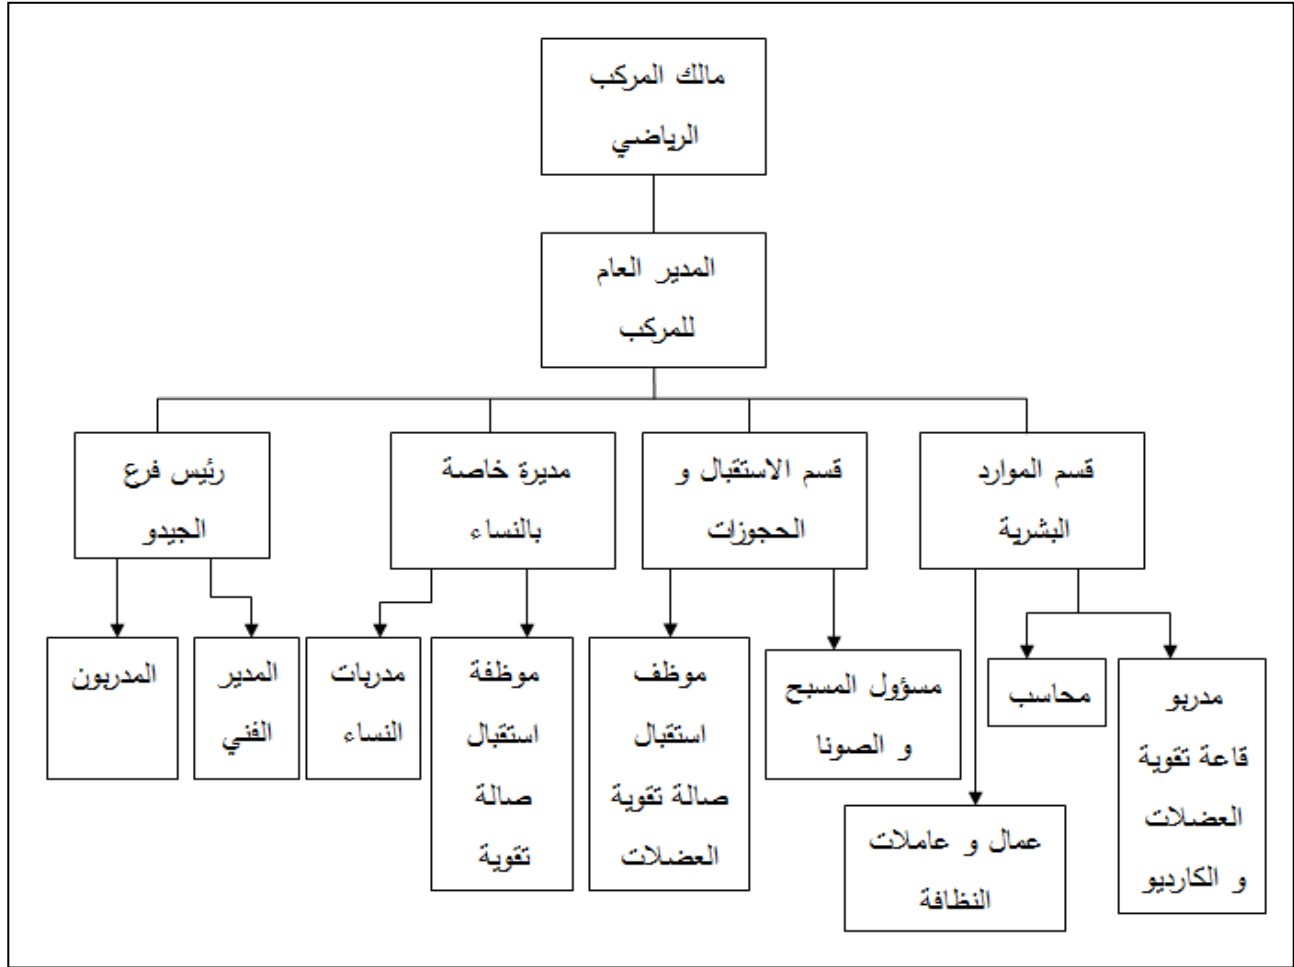 مالك المركب
الرياضي
المدير العام
للمركب
قسم الموارد
البشرية
قسم الاستقبال و
الحجوزات
مديرة خاصة
بالنساء
رئيس فرع
الجيدو
مدربو
قاعة تقوية
العضلات
و الكارديو
محاسب
عمال و عاملات
النظافة
مسؤول المسبح
و الصونا
موظف
استقبال
صالة تقوية
العضلات
موظفة
استقبال
صالة
تقوية
مدربات
النساء
المدير
الفني
المدربون